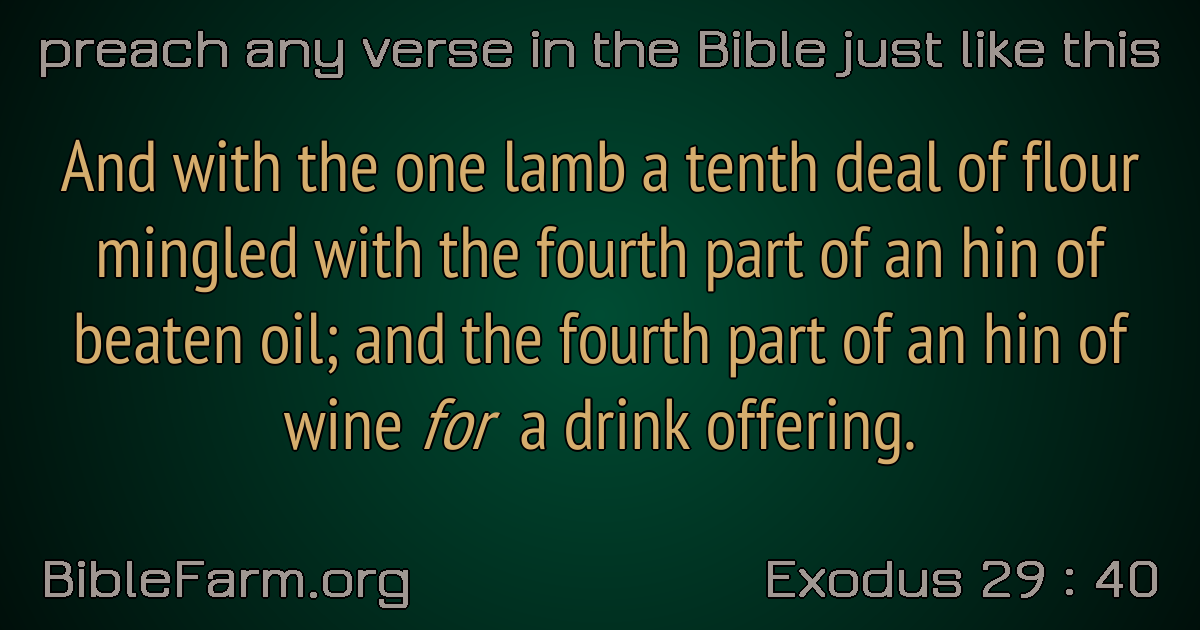 preach any verse in the Bible just like this
And with the one lamb a tenth deal of flour
mingled with the fourth part of an hin of
beaten oil; and the fourth part of an hin of
wine for a drink offering.
BibleFarm.org
Exodus 29 : 40